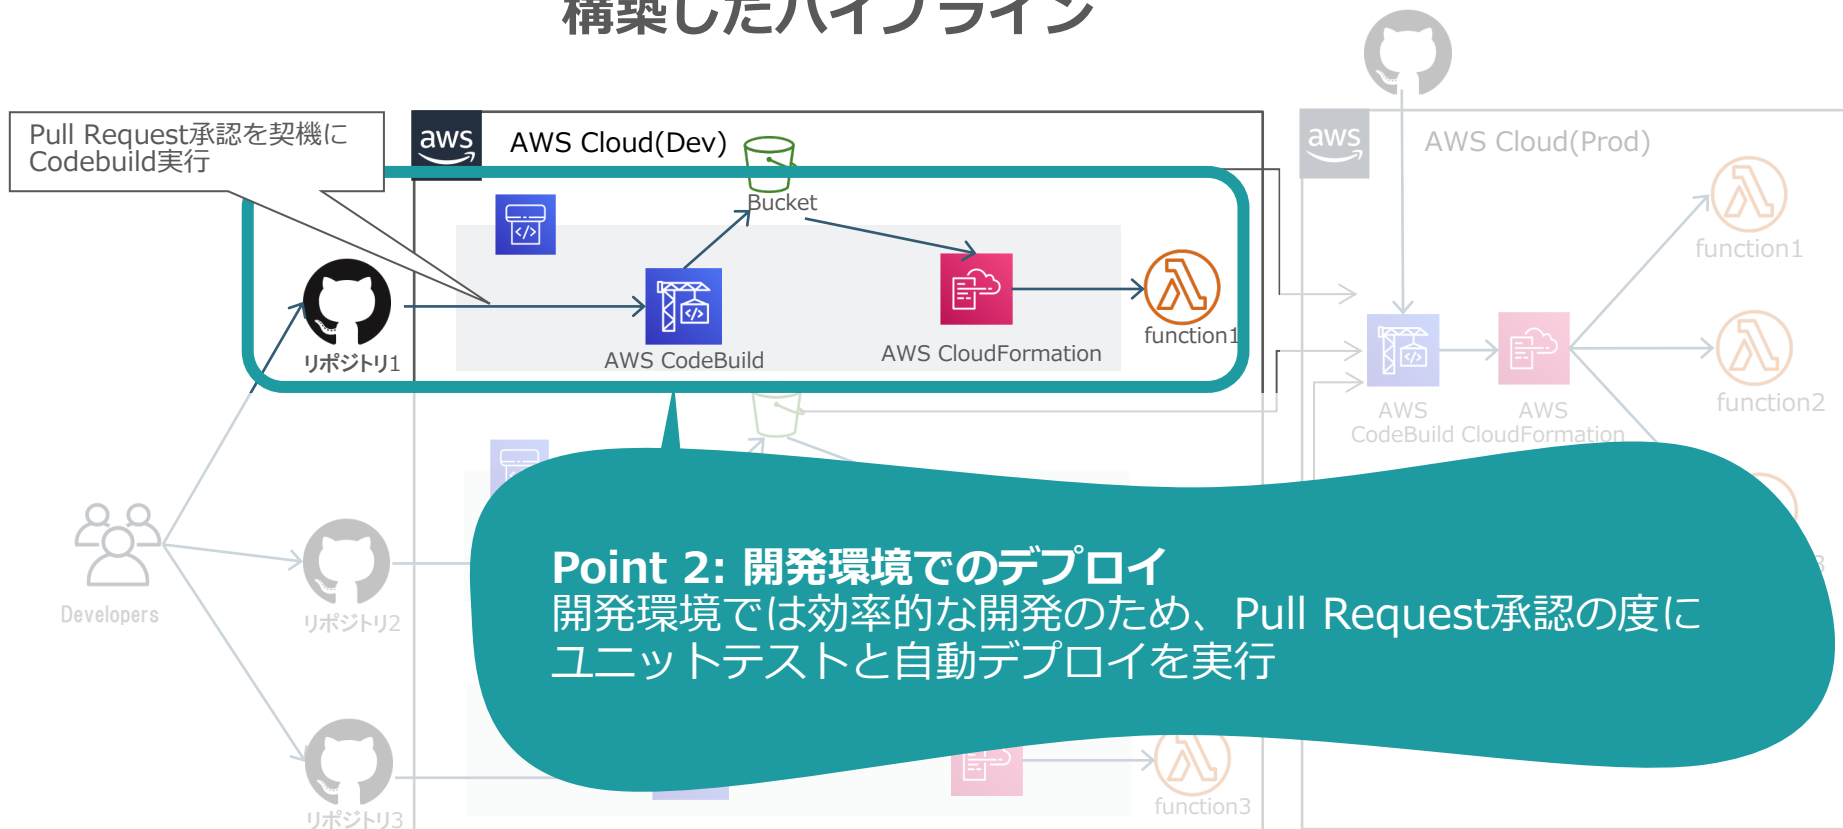 構築したパイプライン
Pull Request承認を契機に
Codebuild実行
aws
AWS Cloud(Dev)
Bucket
リポジトリ1
AWS CodeBuild
AWS CloudFormation
function1
aws
AWS Cloud(Prod)
function1
function2
AWS
CodeBuild
AWS
CloudFormation
Developers
リポジトリ2
Point 2: 開発環境でのデプロイ
開発環境では効率的な開発のため、Pull Request承認の度に
ユニットテストと自動デプロイを実行
3
リポジトリ3
function3